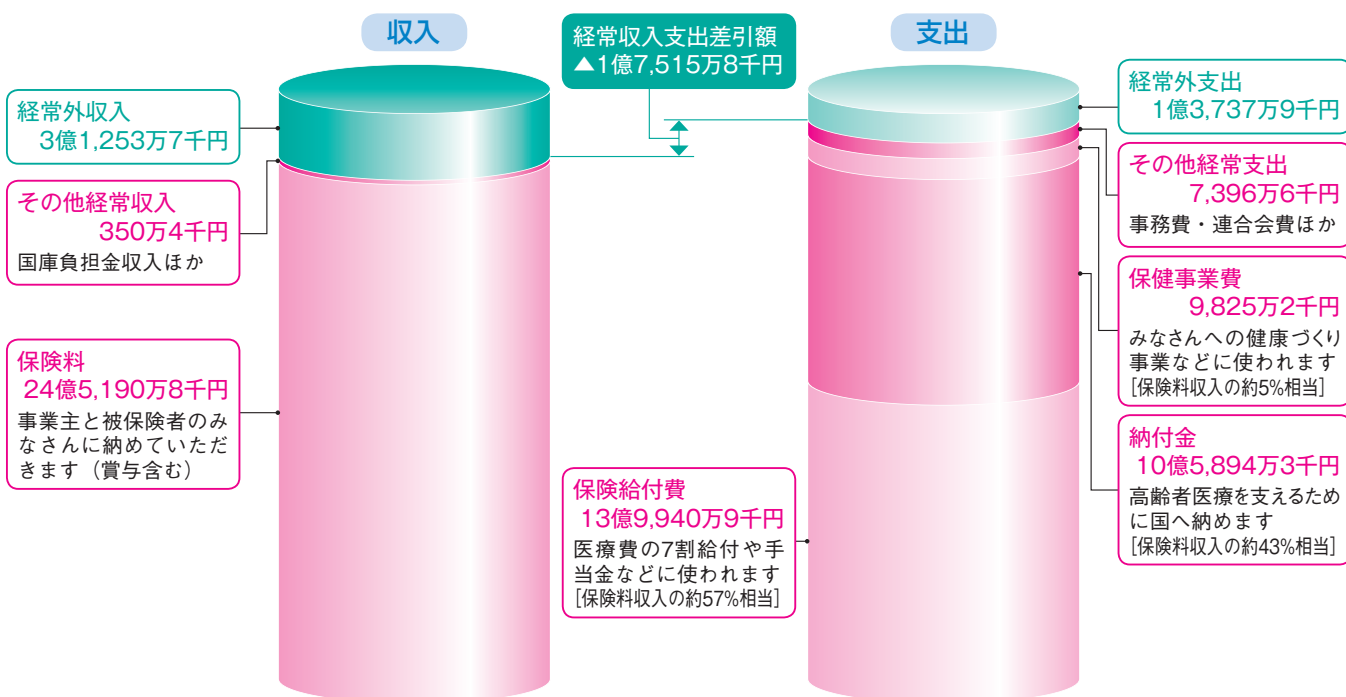 収入
経常外収入
3億1,253万7千円
その他経常収入
350万4千円
国庫負担金収入ほか
保険料
24億5,190万8千円
事業主と被保険者のみ
なさんに納めていただ
きます（賞与含む）
経常収入支出差引額
▲1億7,515万8千円
支出
経常外支出
1億3,737万9千円
その他経常支出
7,396万6千円
事務費・連合会費ほか
保健事業費
9,825万2千円
みなさんへの健康づくり
事業などに使われます
［保険料収入の約5%相当］
納付金
10億5,894万3千円
高齢者医療を支えるため
に国へ納めます
［保険料収入の約43%相当］
保険給付費
13億9,940万9千円
医療費の7割給付や手
当金などに使われます
［保険料収入の約57%相当］